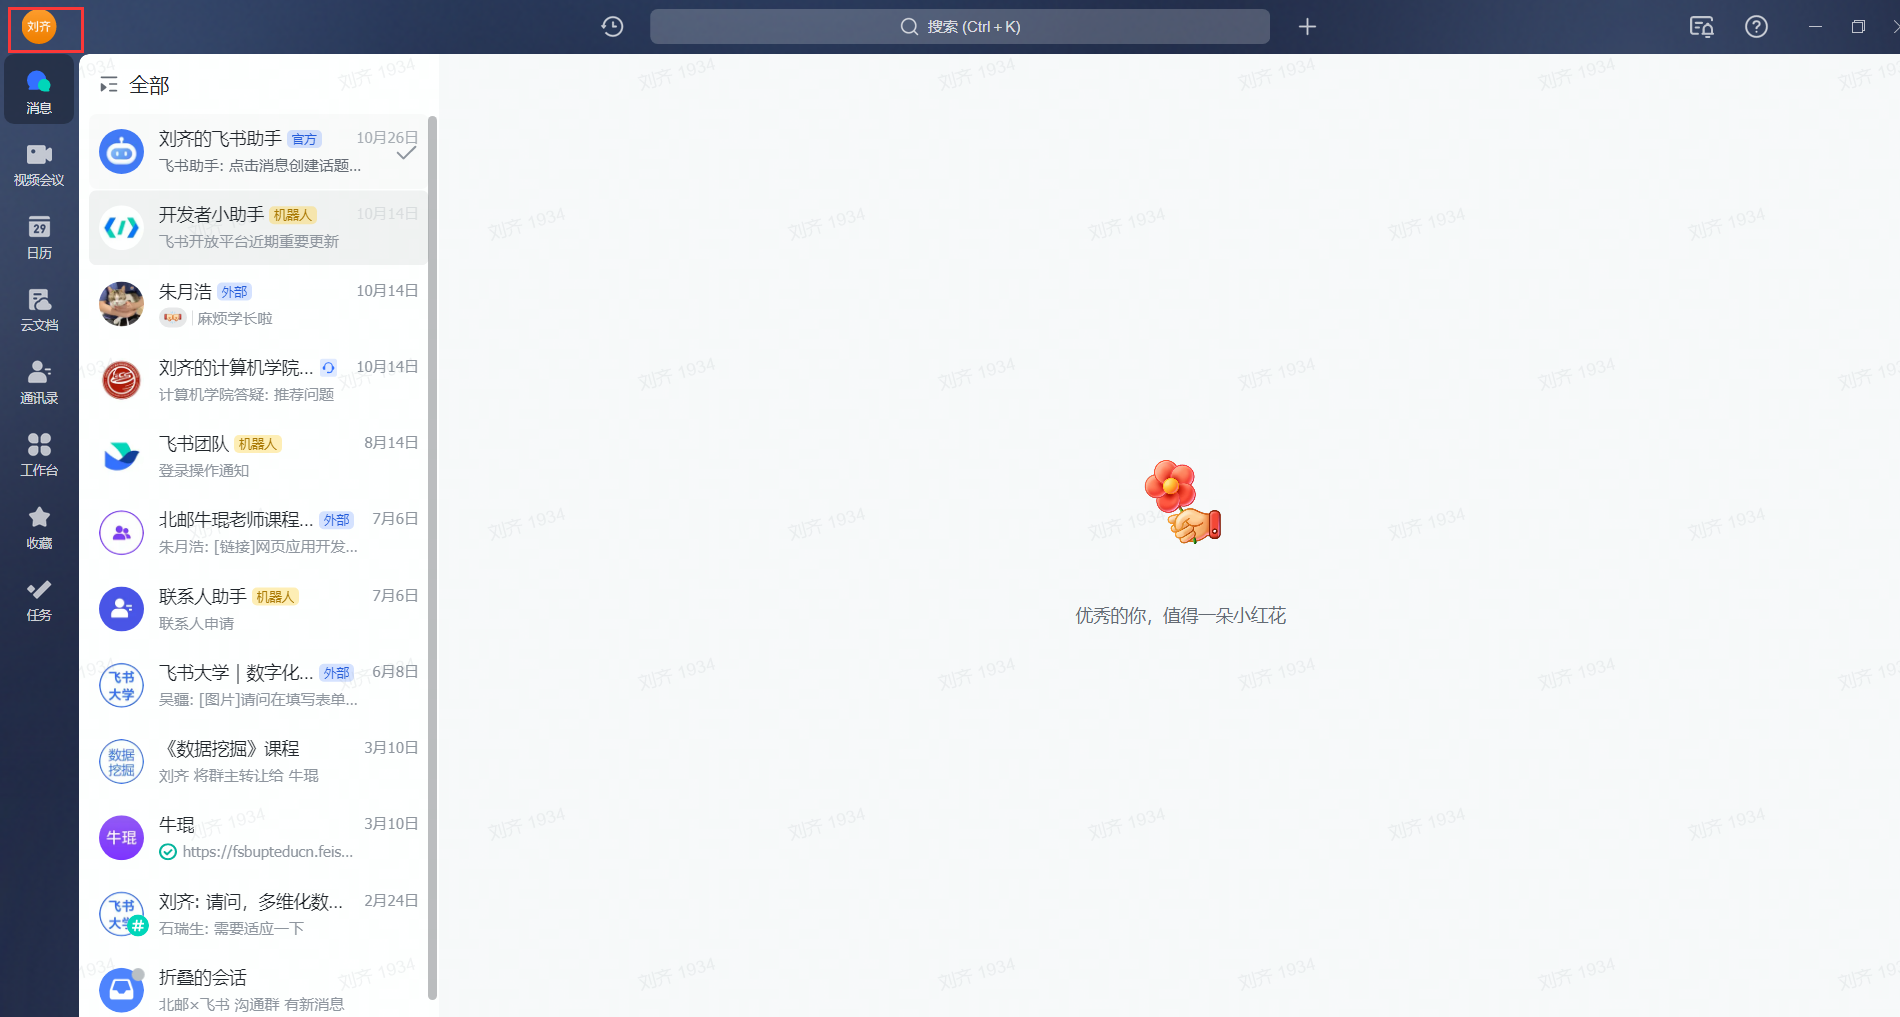 刘齐
搜索 (Ctrl + K)
消息
视频会议
29
日历
云文档
通讯录
工作台
收藏
任务
全部
刘齐的飞书助手 官方 10月26日
飞书助手: 点击消息创建话题...
开发者小助手 机器人 10月14日
飞书开放平台近期重要更新
朱月浩 外部 10月14日
麻烦学长啦
刘齐的计算机学院... 10月14日
计算机学院答疑: 推荐问题
飞书团队 机器人 8月14日
登录操作通知
北邮牛琨老师课程... 外部 7月6日
朱月浩: [链接]网页应用开发...
联系人助手 机器人 7月6日
联系人申请
飞书大学
飞书大学｜数字化... 外部 6月8日
吴疆: [图片]请问在填写表单...
数据挖掘
《数据挖掘》课程 3月10日
刘齐 将群主转让给 牛琨
牛琨
牛琨 3月10日
https://fsbupteducn.feis...
飞书大学
#
刘齐: 请问，多维化数... 2月24日
石瑞生: 需要适应一下
折叠的会话
北邮×飞书 沟通群 有新消息
优秀的你，值得一朵小红花
刘齐 1934